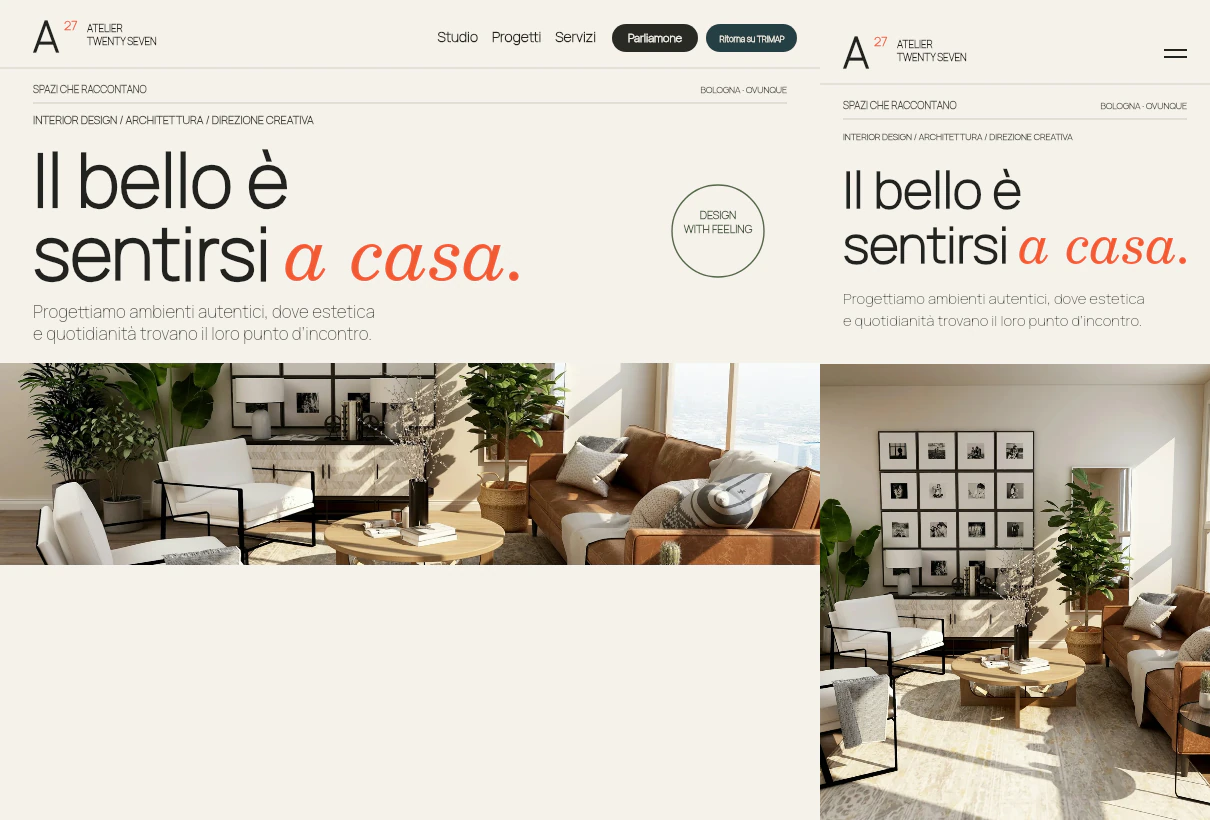 A 27 ATELIER
TWENTY SEVEN
Studio Progetti Servizi Parliamone Ritorna su TRIMAP
SPAZI CHE RACCONTANO BOLOGNA · OVUNQUE
INTERIOR DESIGN / ARCHITETTURA / DIREZIONE CREATIVA
Il bello è
sentirsi a casa.
DESIGN
WITH FEELING
Progettiamo ambienti autentici, dove estetica
e quotidianità trovano il loro punto d’incontro.
A 27 ATELIER
TWENTY SEVEN
SPAZI CHE RACCONTANO BOLOGNA · OVUNQUE
INTERIOR DESIGN / ARCHITETTURA / DIREZIONE CREATIVA
Il bello è
sentirsi a casa.
Progettiamo ambienti autentici, dove estetica
e quotidianità trovano il loro punto d’incontro.